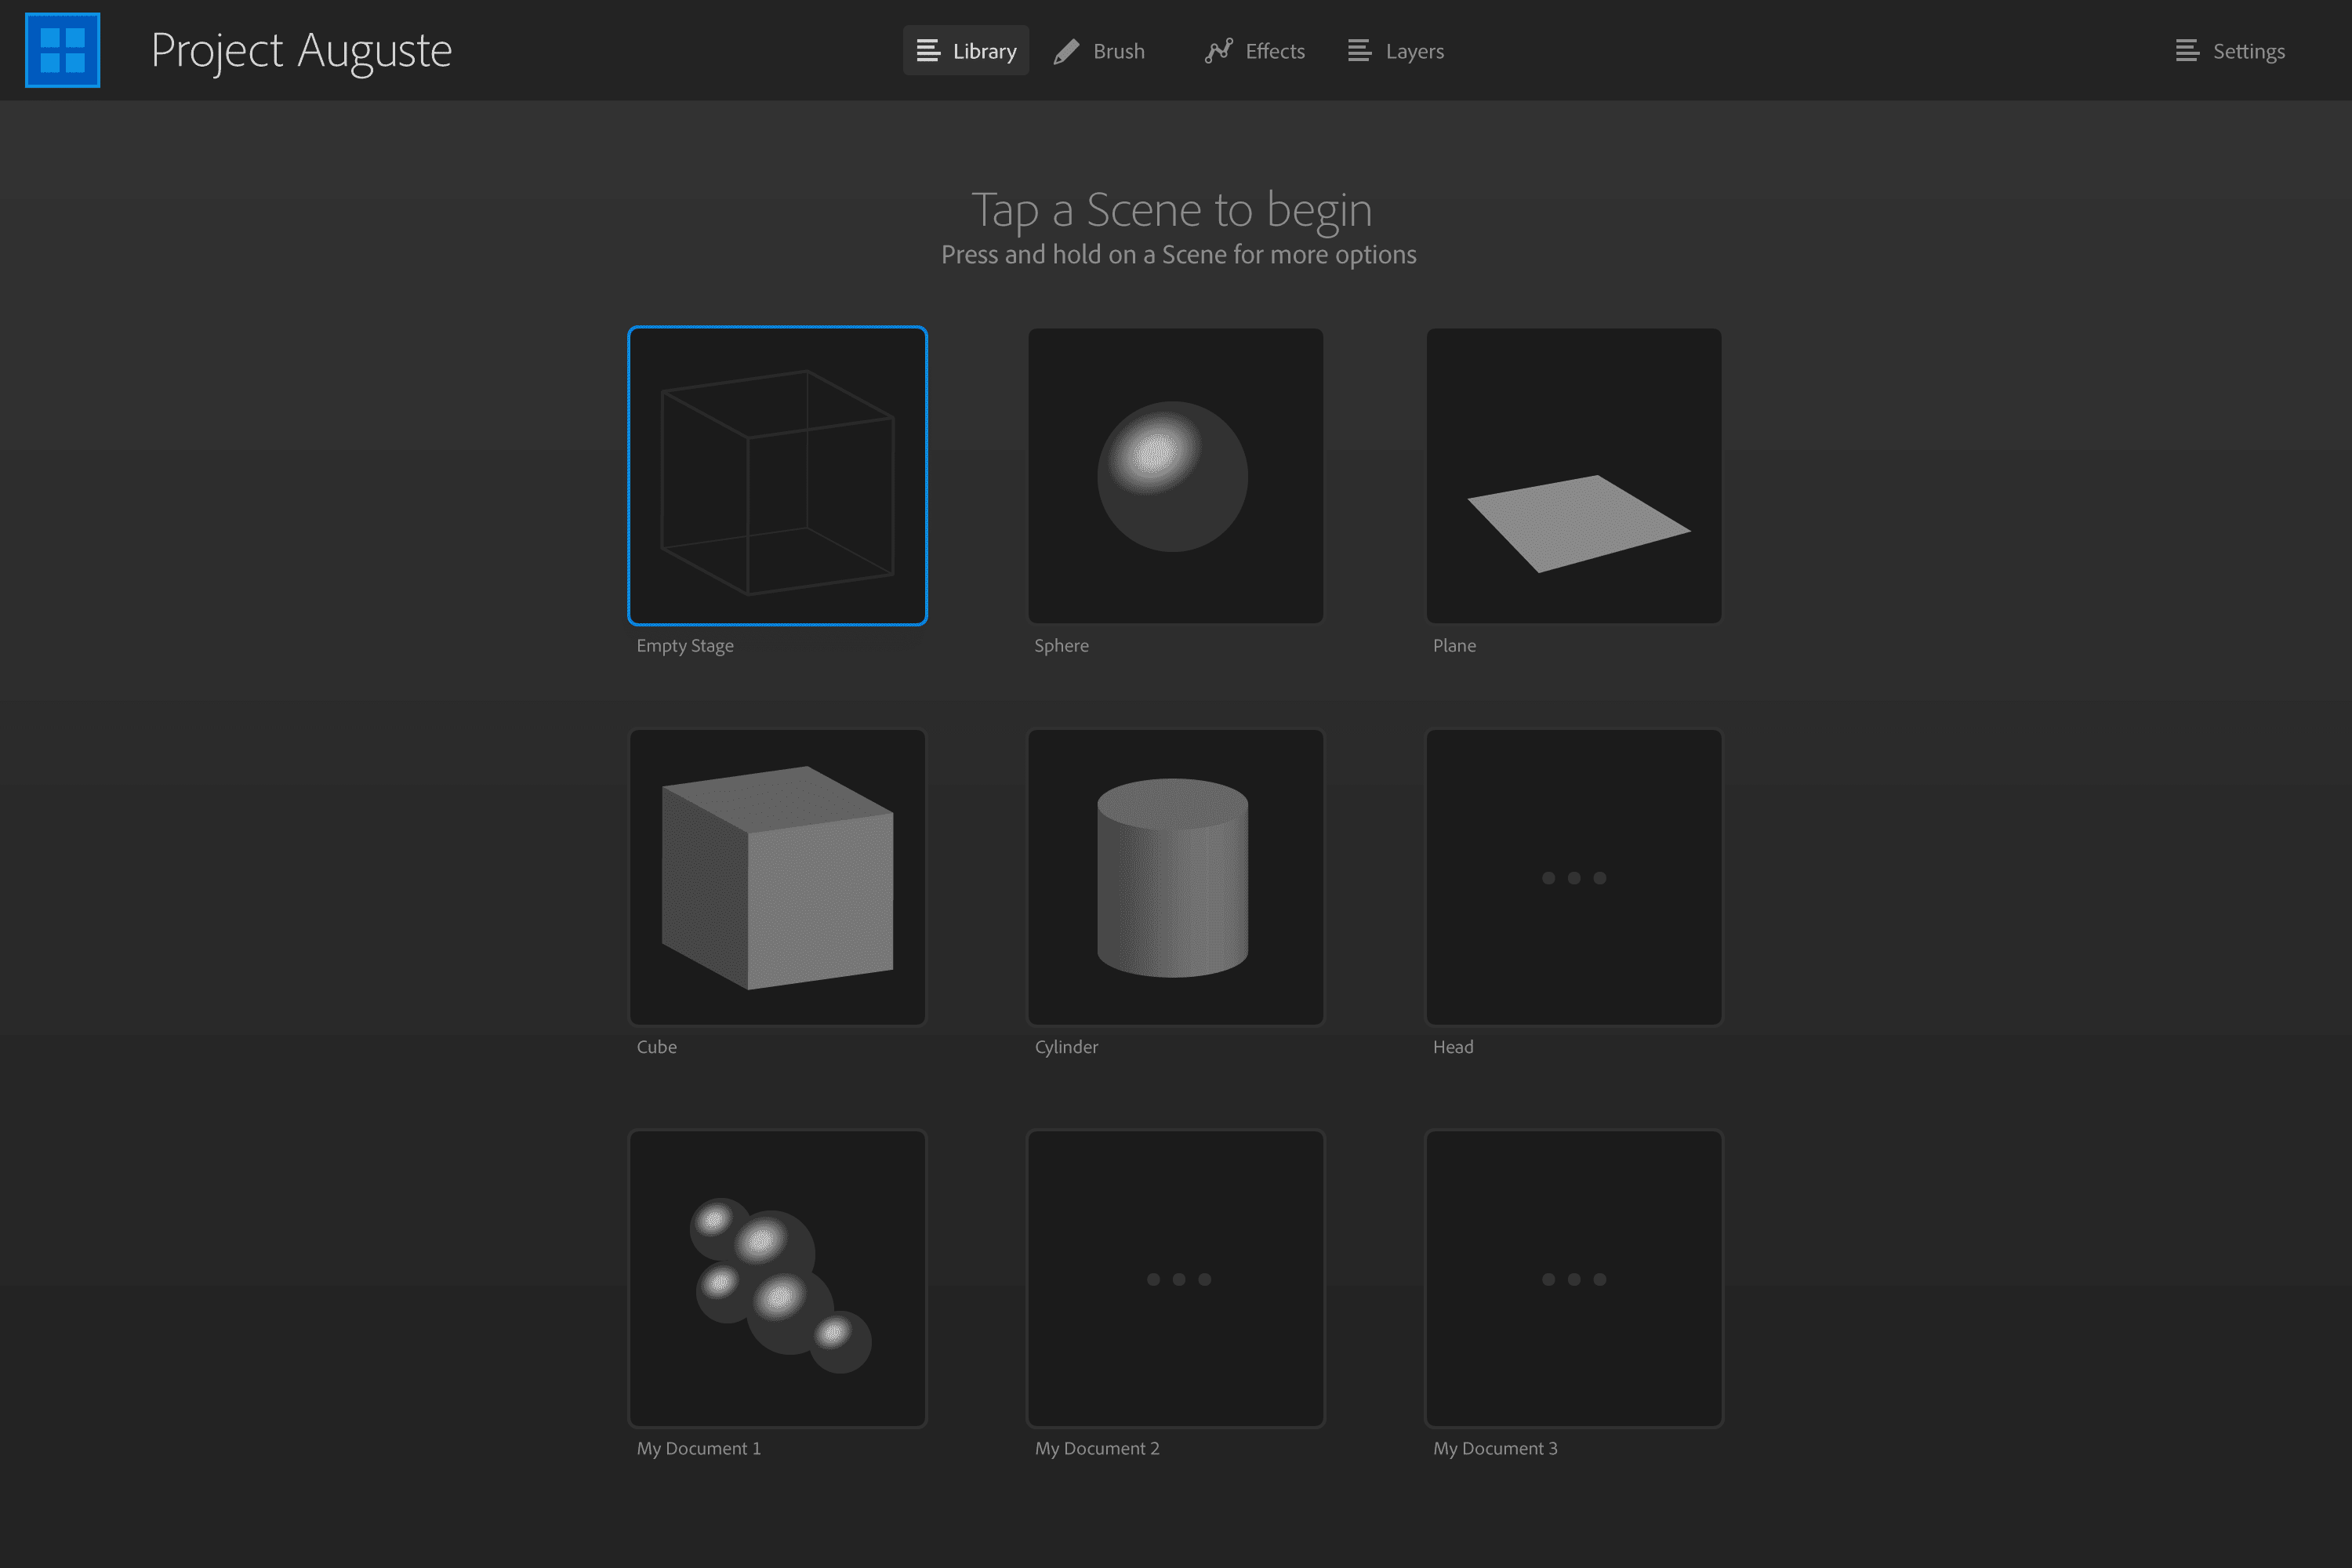 Project Auguste
Library
Brush
Effects
Layers
Settings
Tap a Scene to begin
Press and hold on a Scene for more options
Empty Stage
Sphere
Plane
Cube
Cylinder
Head
My Document 1
My Document 2
My Document 3